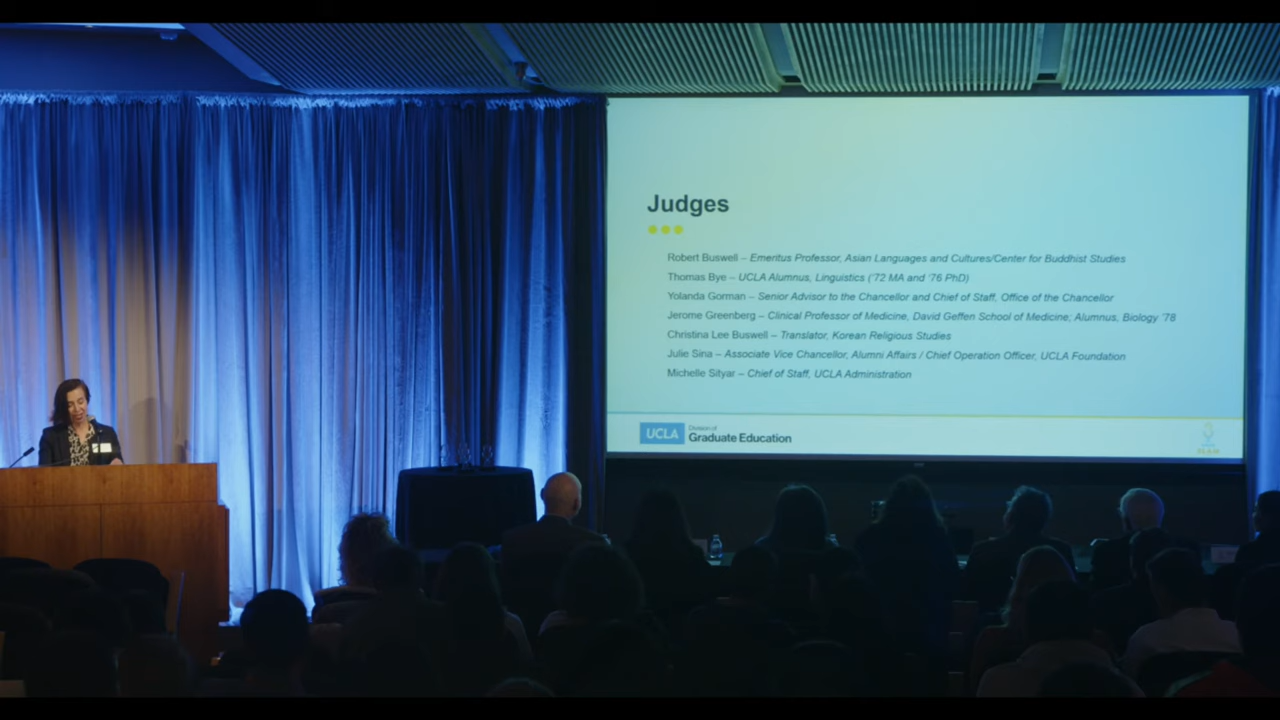 Judges
Robert Buswell – Emeritus Professor, Asian Languages and Cultures/Center for Buddhist Studies
Thomas Bye – UCLA Alumnus, Linguistics ('72 MA and '76 PhD)
Yolanda Gorman – Senior Advisor to the Chancellor and Chief of Staff, Office of the Chancellor
Jerome Greenberg – Clinical Professor of Medicine, David Geffen School of Medicine; Alumnus, Biology '78
Christina Lee Buswell – Translator, Korean Religious Studies
Julie Sina – Associate Vice Chancellor, Alumni Affairs / Chief Operation Officer, UCLA Foundation
Michelle Sityar – Chief of Staff, UCLA Administration
UCLA
Division of
Graduate Education